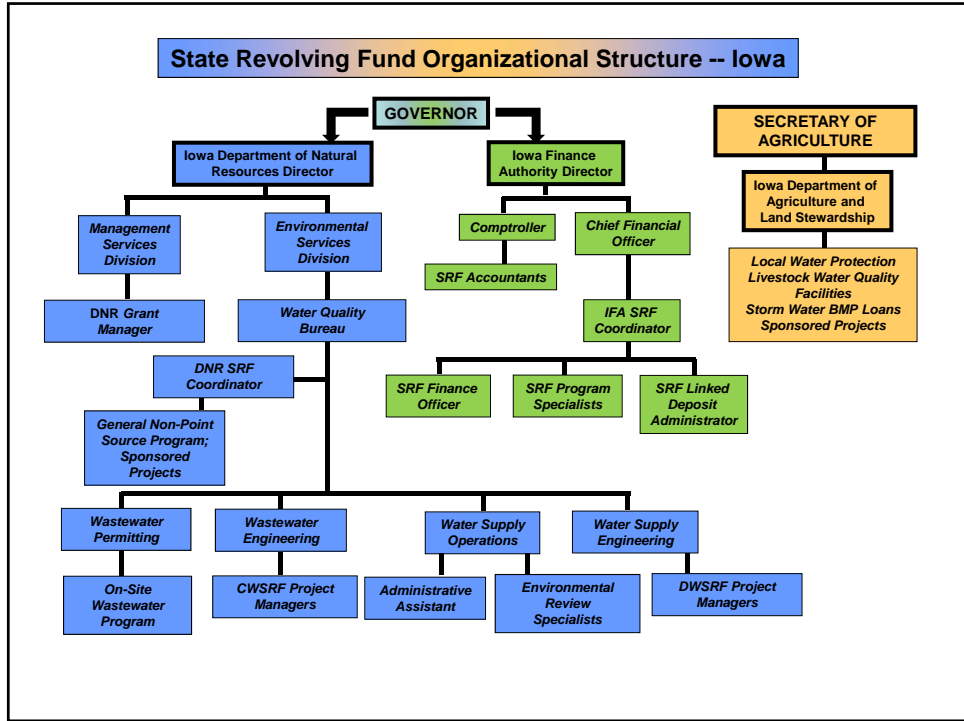 State Revolving Fund Organizational Structure -- Iowa
GOVERNOR
SECRETARY OF
AGRICULTURE
Iowa Department of Natural
Resources Director
Iowa Finance
Authority Director
Iowa Department of
Agriculture and
Land Stewardship
Management
Services
Division
Environmental
Services
Division
Comptroller
Chief Financial
Officer
SRF Accountants
Local Water Protection
Livestock Water Quality
Facilities
Storm Water BMP Loans
Sponsored Projects
DNR Grant
Manager
Water Quality
Bureau
IFA SRF
Coordinator
DNR SRF
Coordinator
SRF Finance
Officer
SRF Program
Specialists
SRF Linked
Deposit
Administrator
General Non-Point
Source Program;
Sponsored
Projects
Wastewater
Permitting
Wastewater
Engineering
Water Supply
Operations
Water Supply
Engineering
On-Site
Wastewater
Program
CWSRF Project
Managers
Administrative
Assistant
Environmental
Review
Specialists
DWSRF Project
Managers